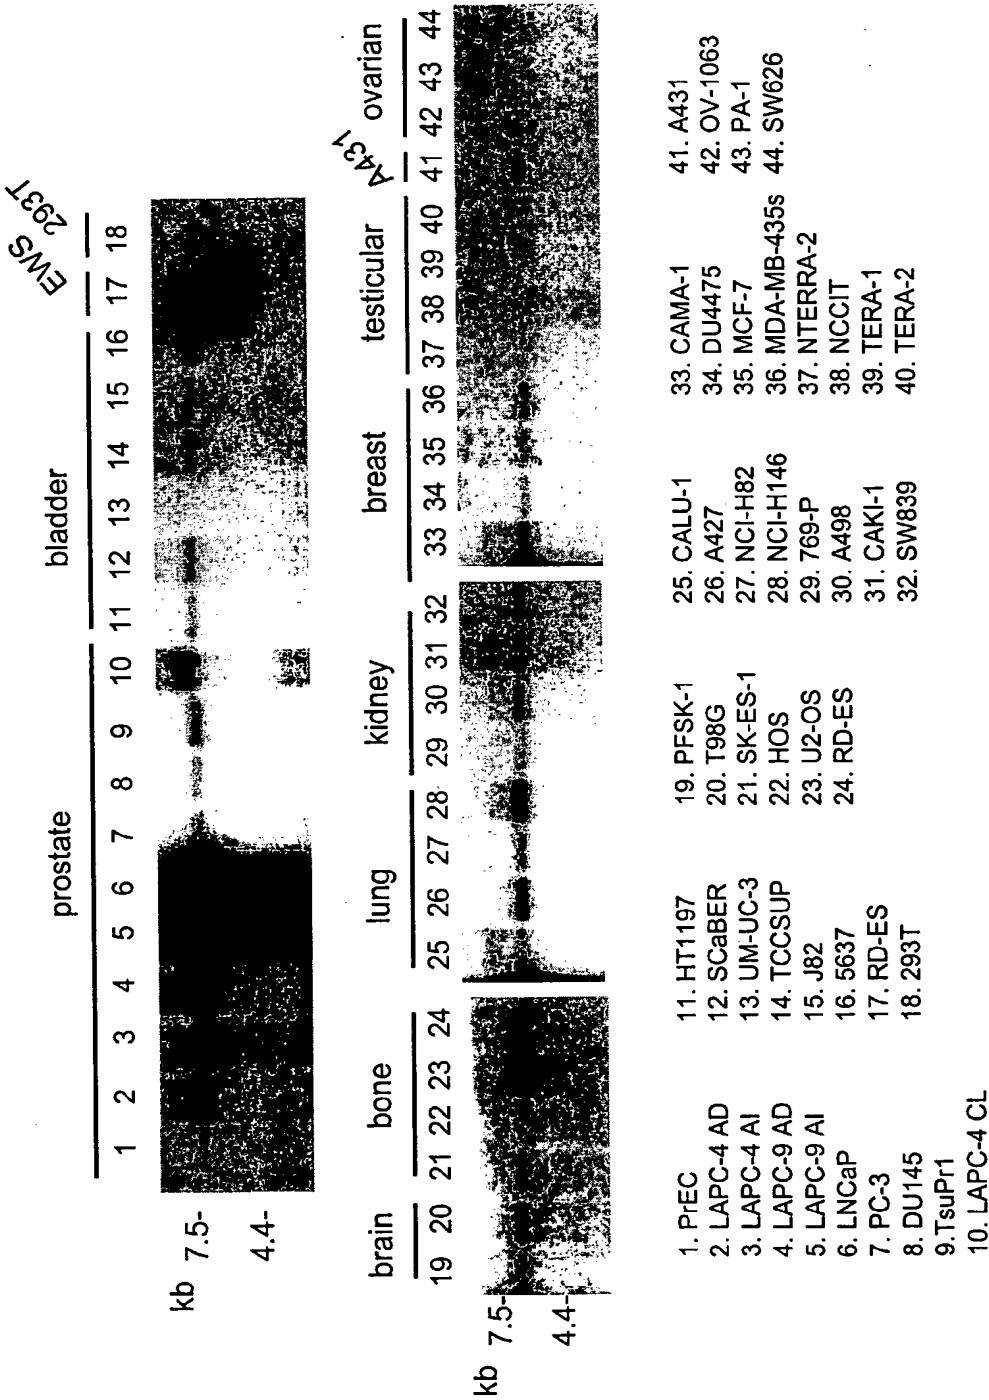 prostate bladder EWS 293T
1 2 3 4 5 6 7 8 9 10 11 12 13 14 15 16 17 18
kb 7.5-
4.4-
brain bone lung kidney breast testicular A431 ovarian
19 20 21 22 23 24 25 26 27 28 29 30 31 32 33 34 35 36 37 38 39 40 41 42 43 44
kb 7.5-
4.4-
1. PrEC
2. LAPC-4 AD
3. LAPC-4 AI
4. LAPC-9 AD
5. LAPC-9 AI
6. LNCaP
7. PC-3
8. DU145
9.TsuPr1
10. LAPC-4 CL
11. HT1197
12. SCaBER
13. UM-UC-3
14. TCCSUP
15. J82
16. 5637
17. RD-ES
18. 293T
19. PFSK-1
20. T98G
21. SK-ES-1
22. HOS
23. U2-OS
24. RD-ES
25. CALU-1
26. A427
27. NCI-H82
28. NCI-H146
29. 769-P
30. A498
31. CAKI-1
32. SW839
33. CAMA-1
34. DU4475
35. MCF-7
36. MDA-MB-435s
37. NTERRA-2
38. NCCIT
39. TERA-1
40. TERA-2
41. A431
42. OV-1063
43. PA-1
44. SW626